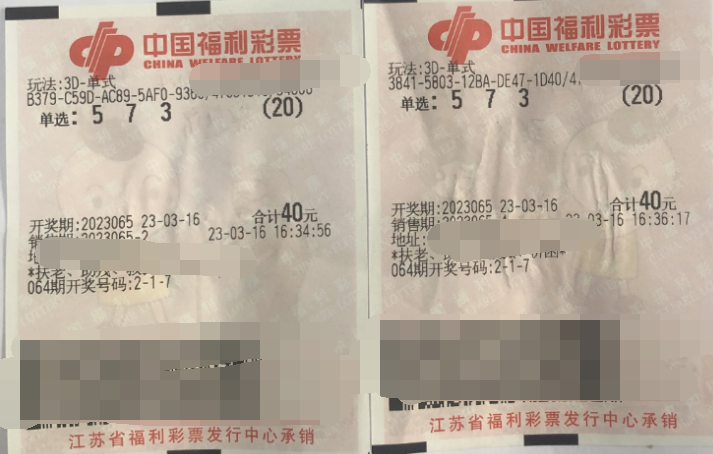 中国福利彩票
CHINA WELFARE LOTTERY
玩法:3D-单式
B379-C59D-AC89-5AF0-
单选: 5 7 3 (20)
开奖期:2023065 23-03-16 合计40元
2023065-2 23-03-16 16:34:56
*扶老、
064期开奖号码:2-1-7
江苏省福利彩票发行中心承销
中国福利彩票
CHINA WELFARE LOTTERY
玩法:3D-单式
3841-5803-12BA-DE47-1D40/
单选: 5 7 3 (20)
开奖期:2023065 23-03-16 合计40元
销售期:2023065 23-03-16 16:36:17
地址:
*扶老、
064期开奖号码:2-1-7
江苏省福利彩票发行中心承销